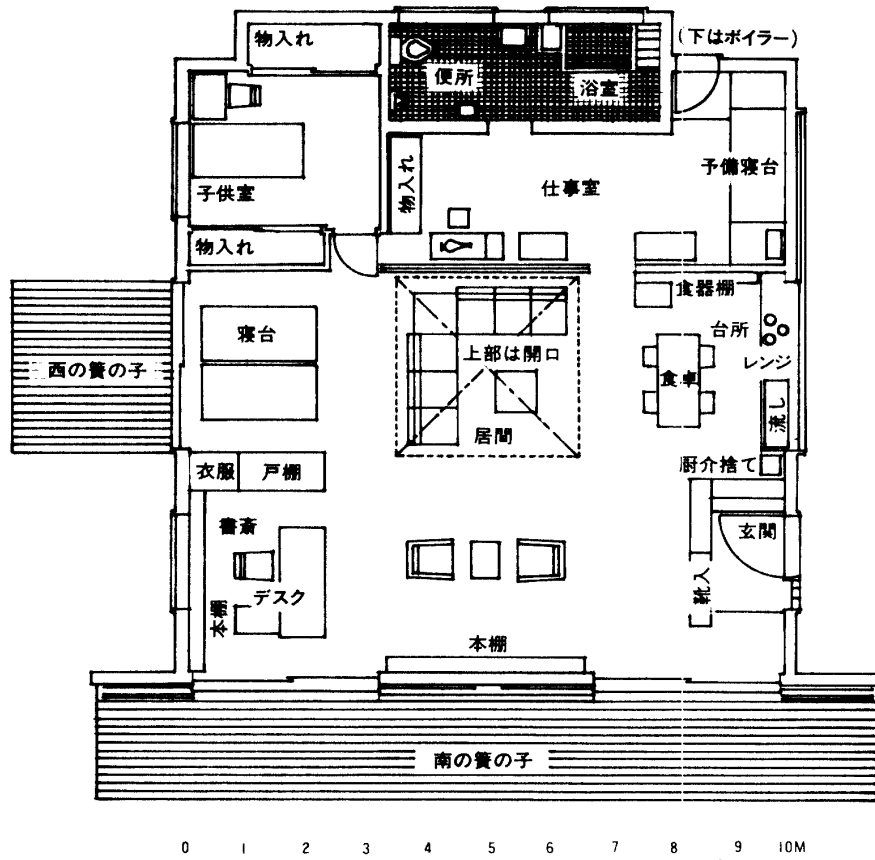 物入れ
(下はボイラー)
便所
浴室
子供室
物入れ
仕事室
予備寝台
物入れ
食器棚
台所
レンジ
西の簀の子
寝台
上部は開口
食卓
流し
居間
衣服
戸棚
厨介捨て
書斎
玄関
デスク
靴入
本棚
本棚
南の簀の子
0 1 2 3 4 5 6 7 8 9 10M